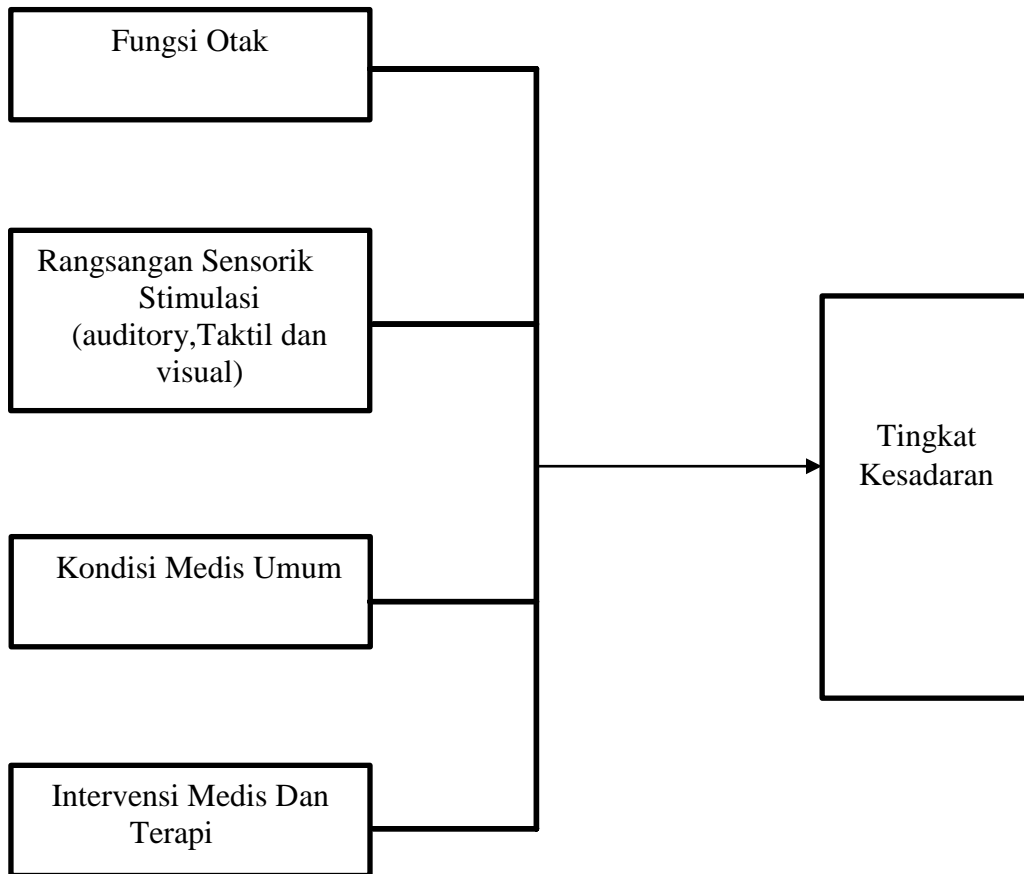 Fungsi Otak
Rangsangan Sensorik
Stimulasi
(auditory,Taktil dan
visual)
Kondisi Medis Umum
Intervensi Medis Dan
Terapi
Tingkat
Kesadaran